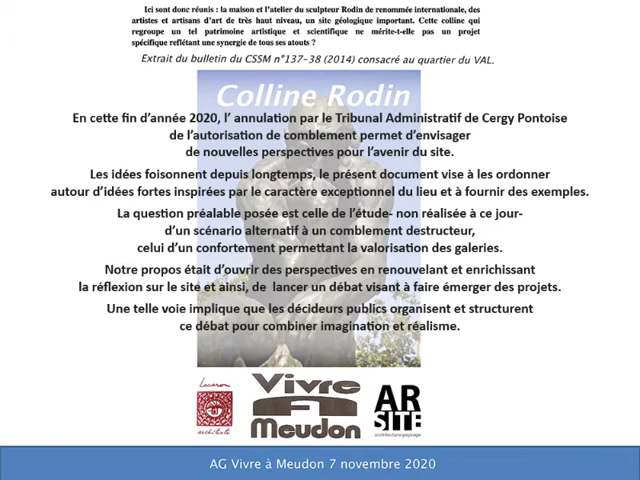 Ici sont donc réunis : la maison et l'atelier du sculpteur Rodin de renommée internationale, des
artistes et artisans d'art de très haut niveau, un site géologique important. Cette colline qui
regroupe un tel patrimoine artistique et scientifique ne mérite-t-elle pas un projet
spécifique reflétant une synergie de tous ses atouts ?
Extrait du bulletin du CSSM n°137-38 (2014) consacré au quartier du VAL.
Colline Rodin
En cette fin d'année 2020, l' annulation par le Tribunal Administratif de Cergy Pontoise
de l'autorisation de comblement permet d'envisager
de nouvelles perspectives pour l'avenir du site.
Les idées foisonnent depuis longtemps, le présent document vise à les ordonner
autour d'idées fortes inspirées par le caractère exceptionnel du lieu et à fournir des exemples.
La question préalable posée est celle de l'étude- non réalisée à ce jour-
d'un scénario alternatif à un comblement destructeur,
celui d'un confortement permettant la valorisation des galeries.
Notre propos était d'ouvrir des perspectives en renouvelant et enrichissant
la réflexion sur le site et ainsi, de lancer un débat visant à faire émerger des projets.
Une telle voie implique que les décideurs publics organisent et structurent
ce débat pour combiner imagination et réalisme.
Vivre
A
Meudon
AR
SITE
architecture/paysage
AG Vivre à Meudon 7 novembre 2020